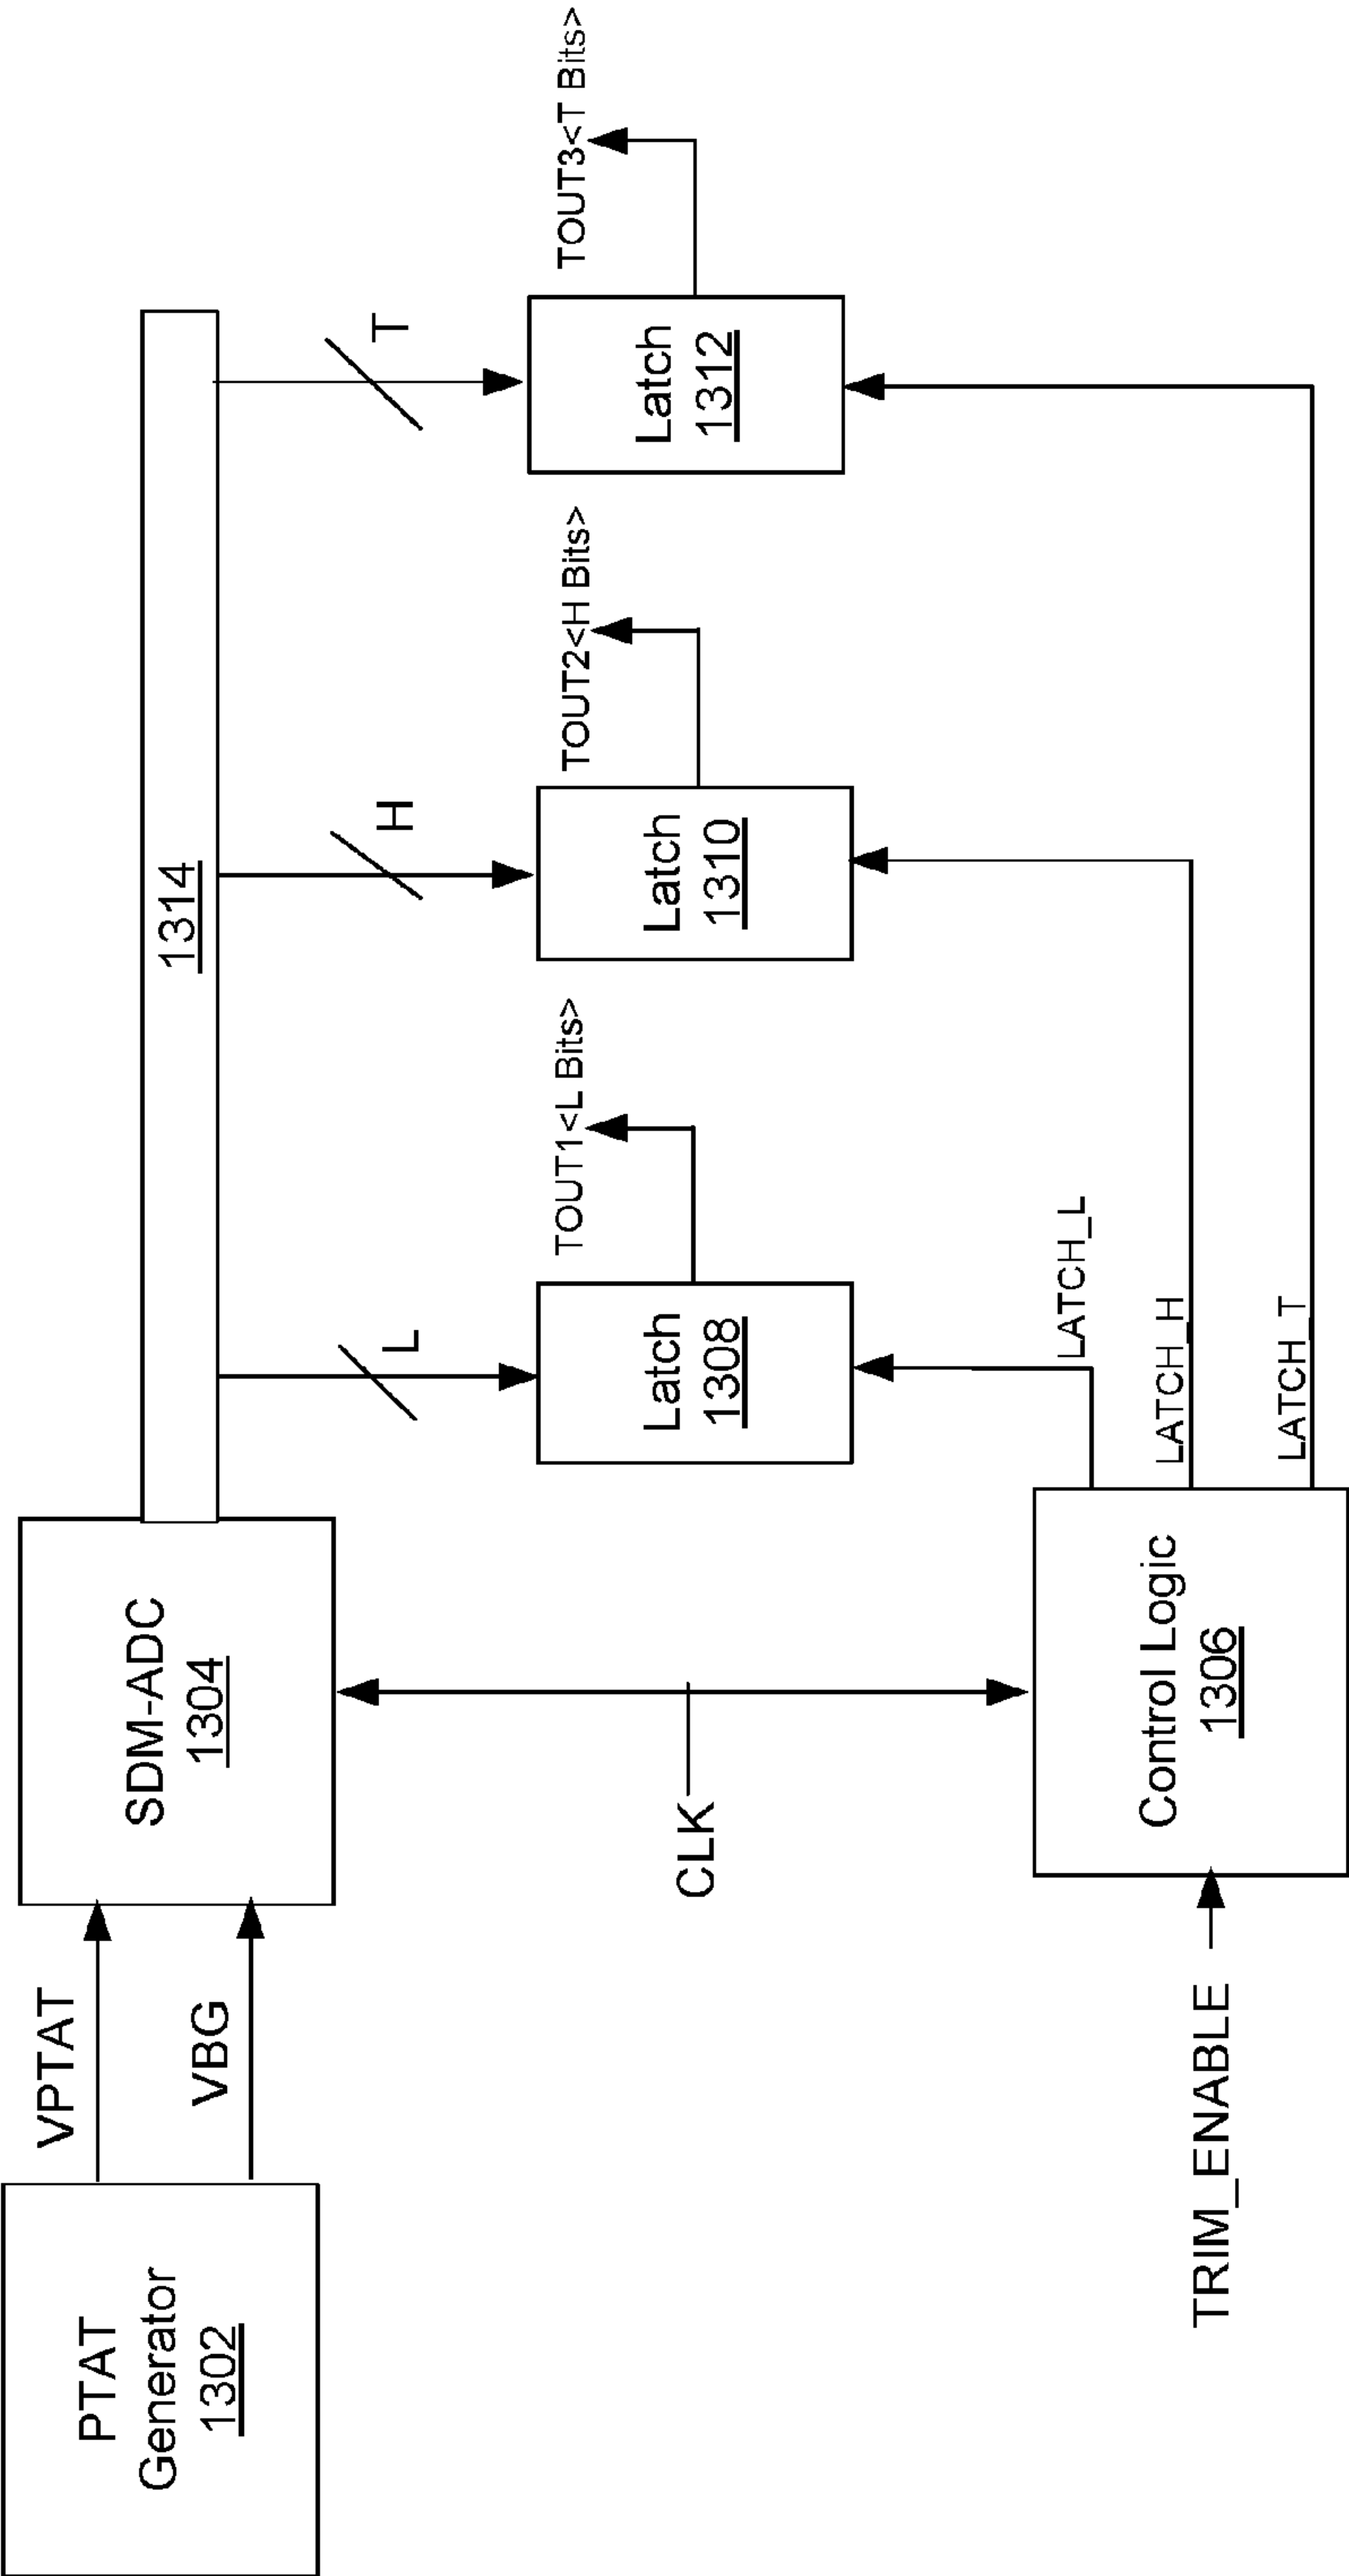 PTAT
Generator
1302
VPTAT
VBG
SDM-ADC
1304
1314
L
H
T
TOUT1<L Bits>
TOUT2<H Bits>
TOUT3<T Bits>
Latch
1308
Latch
1310
Latch
1312
CLK
TRIM_ENABLE
Control Logic
1306
LATCH_L
LATCH_H
LATCH_T